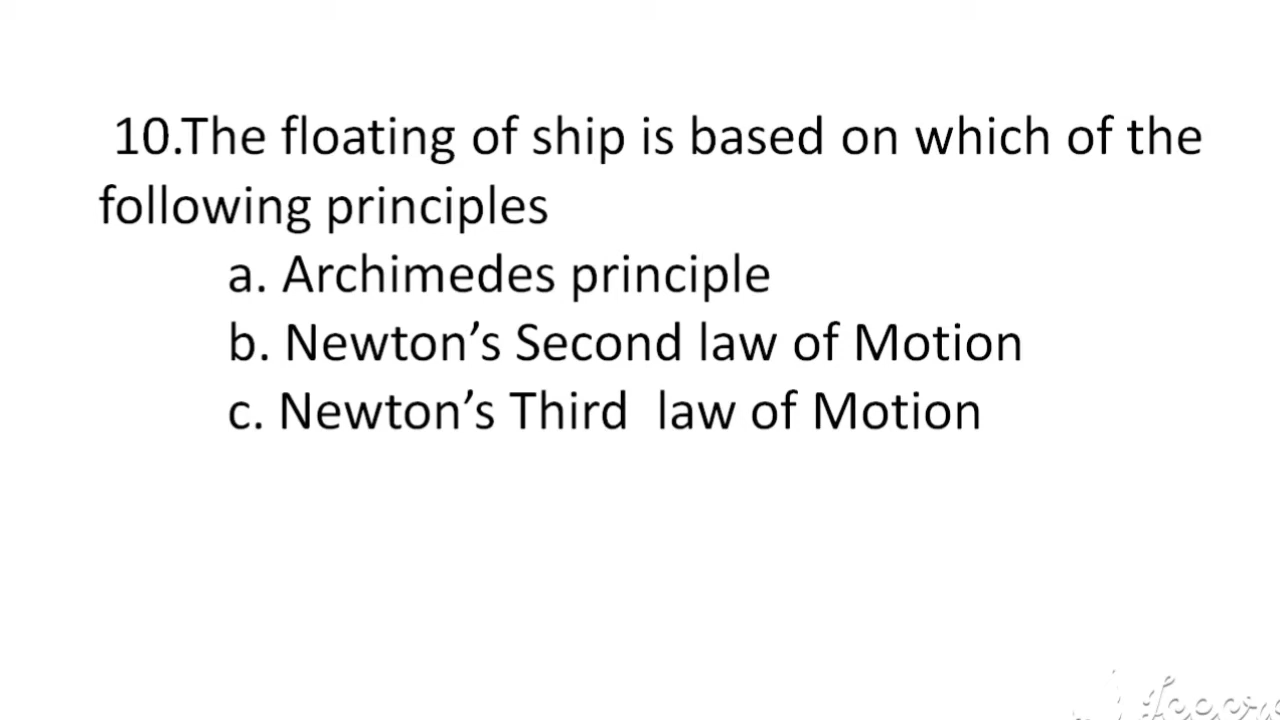 10.The floating of ship is based on which of the
following principles
a. Archimedes principle
b. Newton’s Second law of Motion
c. Newton’s Third law of Motion